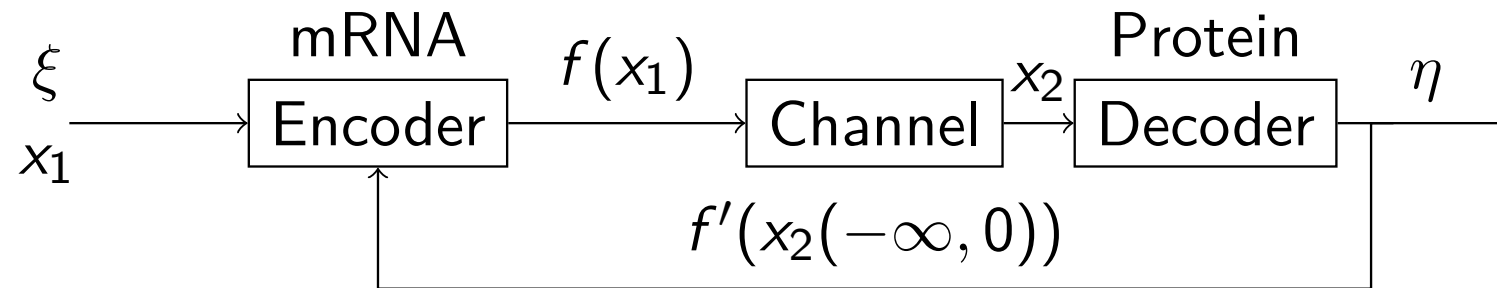 mRNA
Protein
ξ
f(x₁)
x₂
η
Encoder
Channel
Decoder
x₁
f′(x₂(−∞, 0))